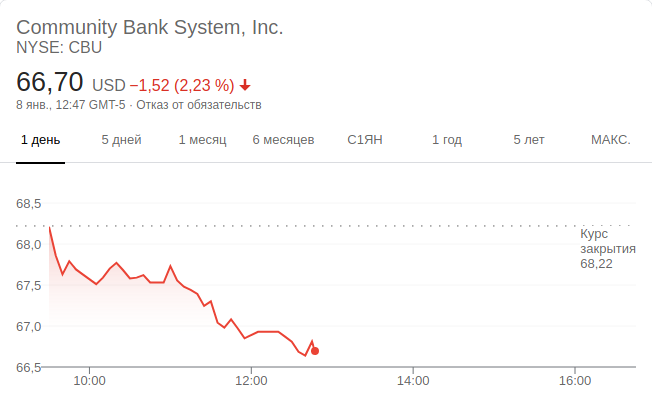 Community Bank System, Inc.
NYSE: CBU
66,70 USD −1,52 (2,23 %)
8 янв., 12:47 GMT-5 · Отказ от обязательств
1 день 5 дней 1 месяц 6 месяцев С1ЯН 1 год 5 лет МАКС.
68,5
Курс
68,0
закрытия
68,22
67,5
67,0
66,5
10:00 12:00 14:00 16:00